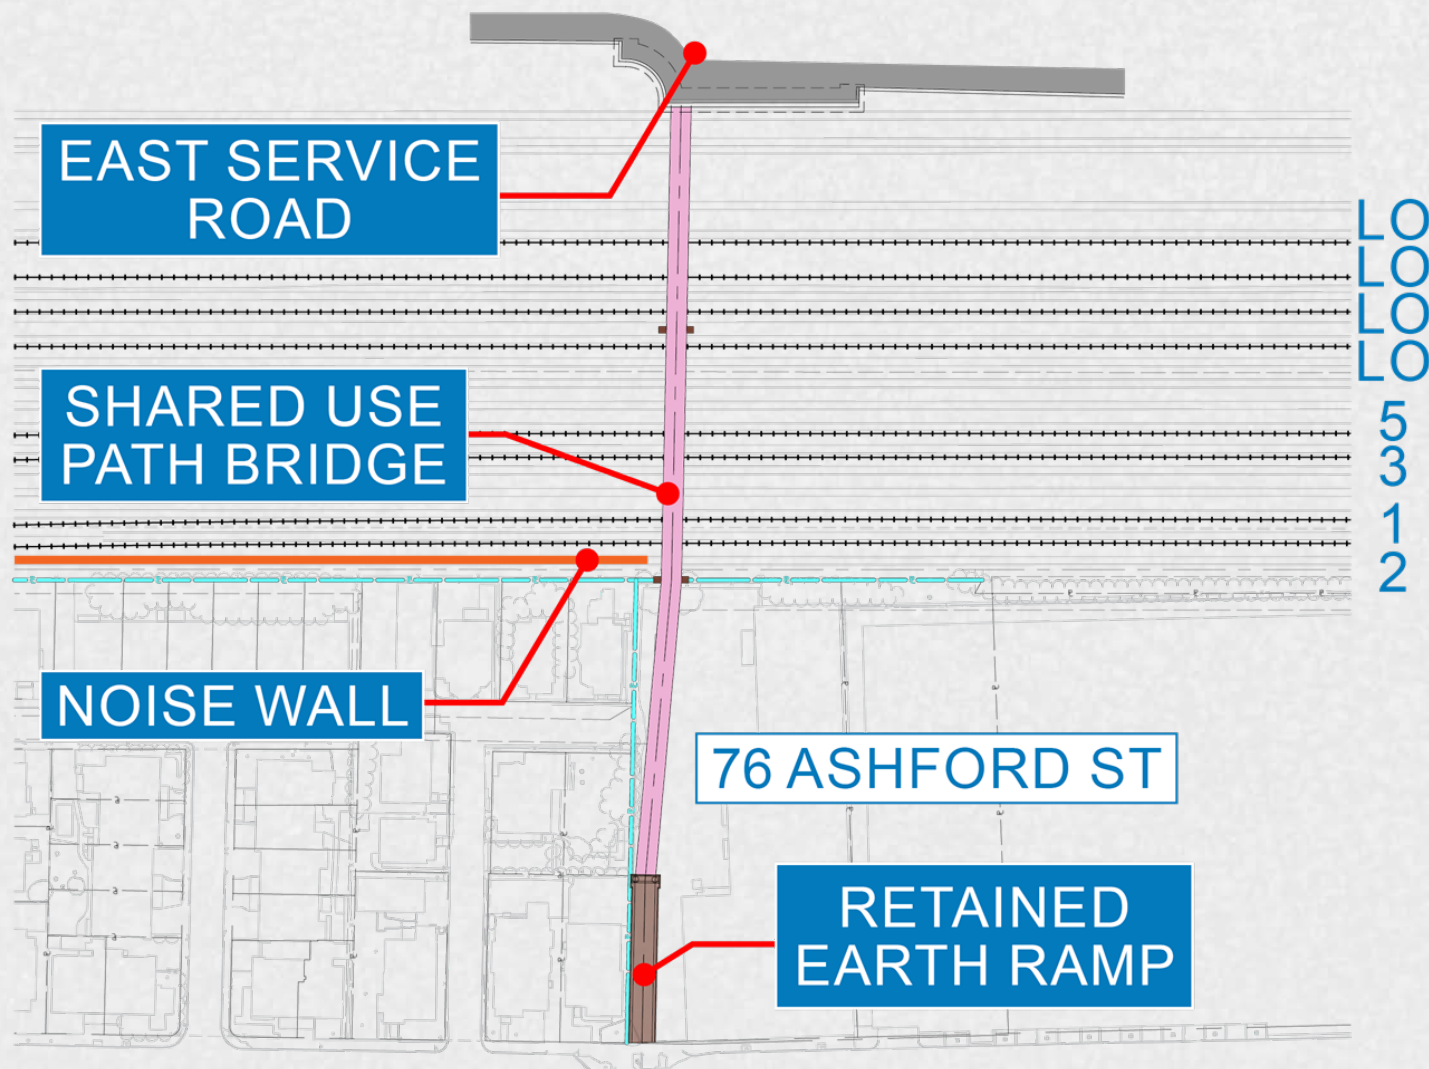 EAST SERVICE
ROAD
LO
LO
LO
LO
SHARED USE
PATH BRIDGE
5
3
1
2
NOISE WALL
76 ASHFORD ST
RETAINED
EARTH RAMP